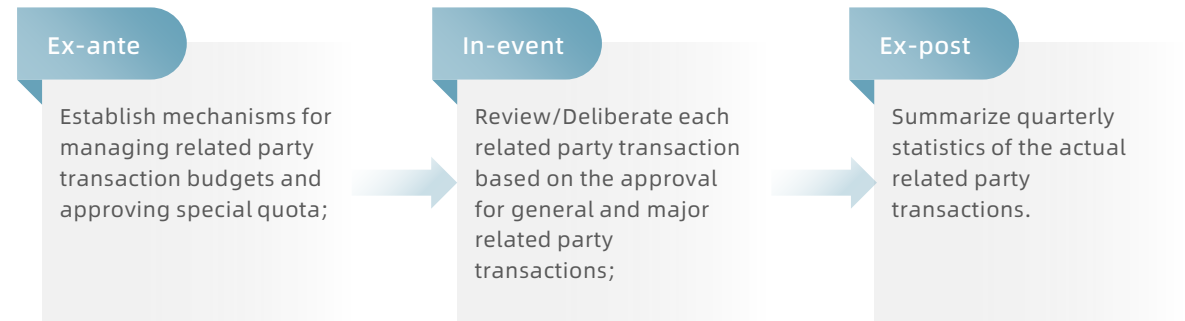 Ex-ante
Establish mechanisms for
managing related party
transaction budgets and
approving special quota;
In-event
Review/Deliberate each
related party transaction
based on the approval
for general and major
related party
transactions;
Ex-post
Summarize quarterly
statistics of the actual
related party
transactions.